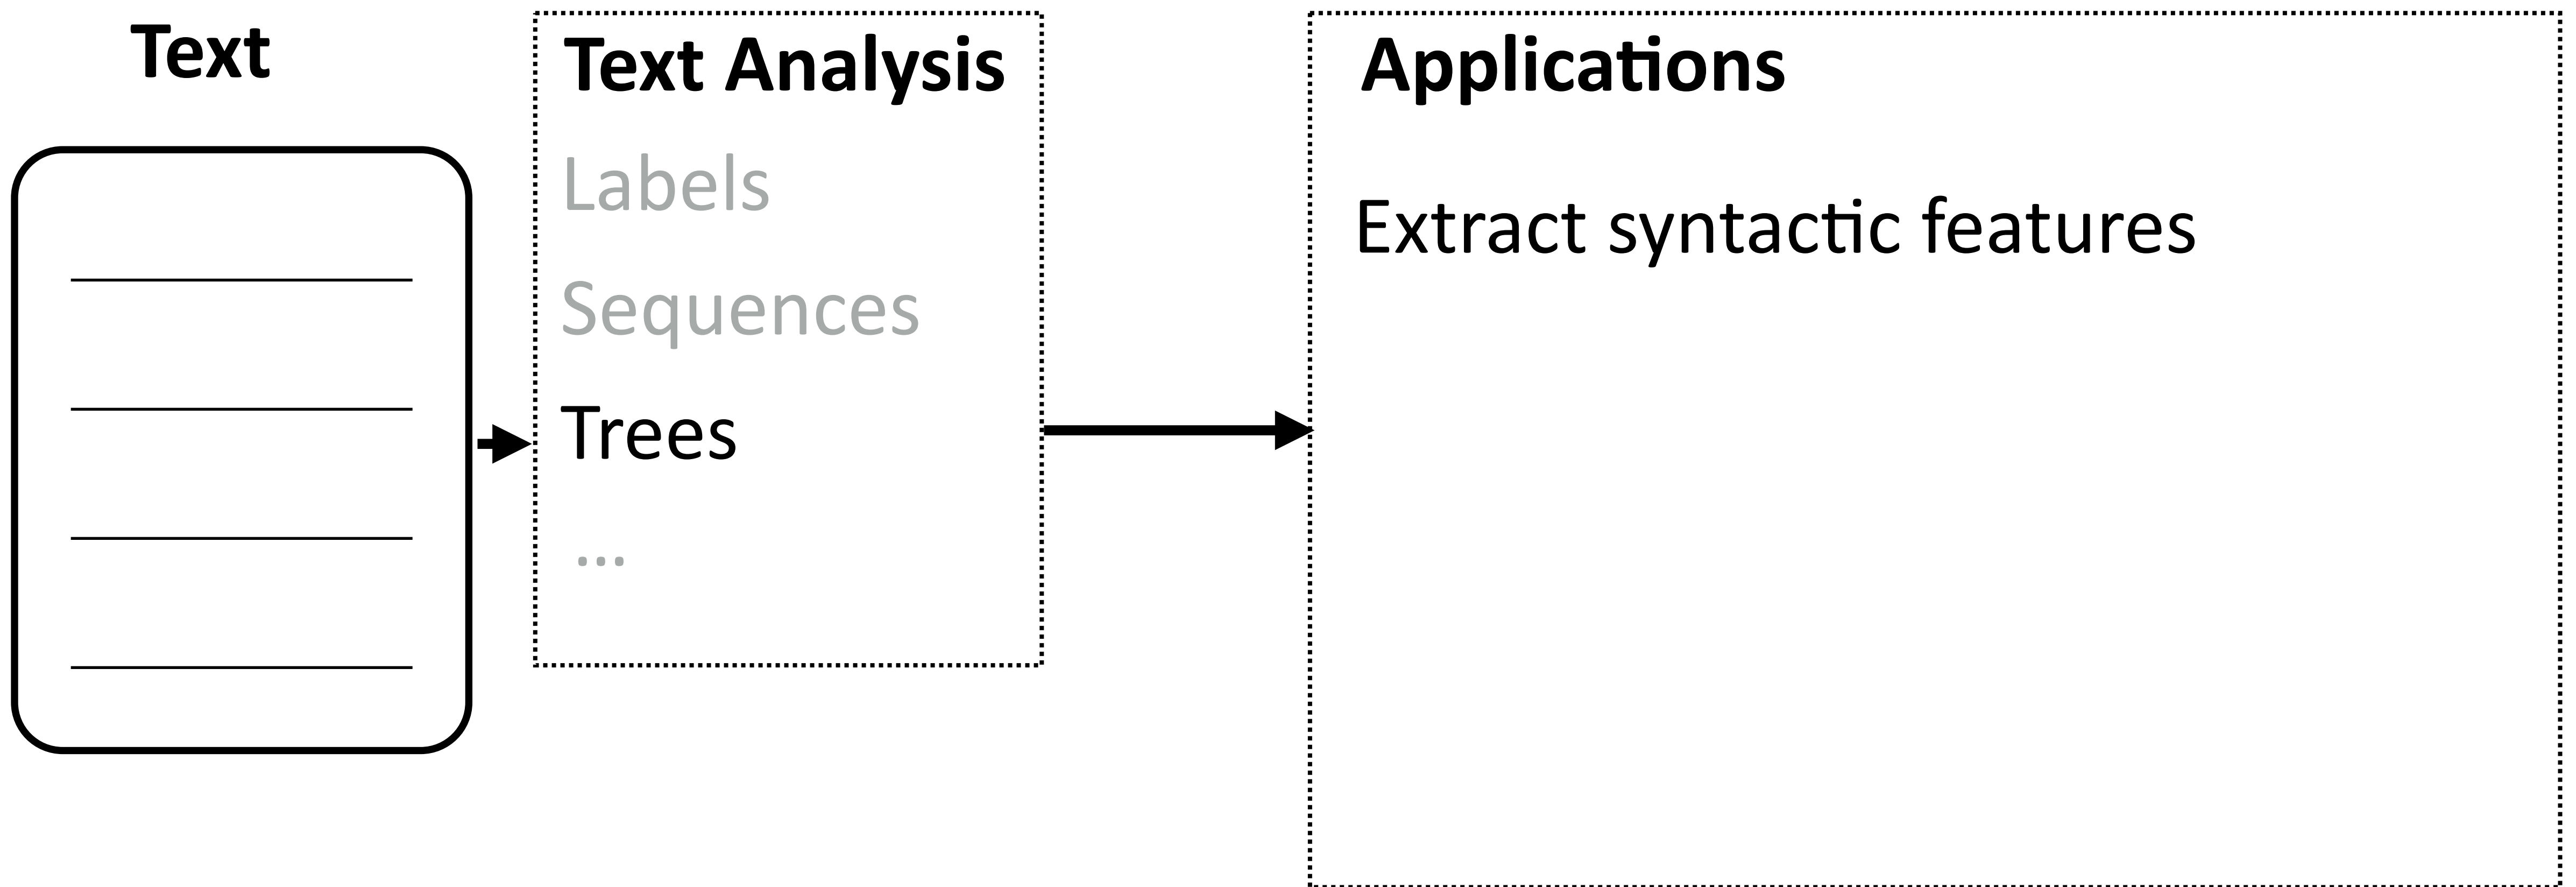 Text
Text Analysis
Labels
Sequences
Trees
...
Applications
Extract syntactic features